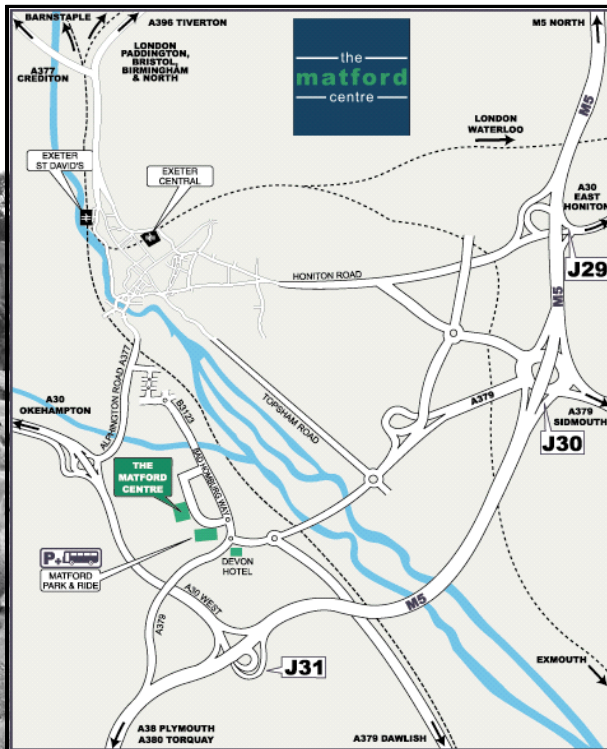 BARNSTAPLE
A396 TIVERTON
M5 NORTH
LONDON
PADDINGTON,
BRISTOL,
BIRMINGHAM
& NORTH
A377
CREDITON
the
matford
centre
M5
LONDON
WATERLOO
EXETER
ST DAVID'S
EXETER
CENTRAL
A30
EAST
HONITON
J29
HONITON ROAD
M5
ALPHINGTON ROAD A377
A30
OKEHAMPTON
B3123
TOPSHAM ROAD
A379
A379
SIDMOUTH
J30
BAD HOMBURG WAY
THE
MATFORD
CENTRE
P+
MATFORD
PARK & RIDE
DEVON
HOTEL
A30 WEST
A379
M5
J31
EXMOUTH
A38 PLYMOUTH
A380 TORQUAY
A379 DAWLISH